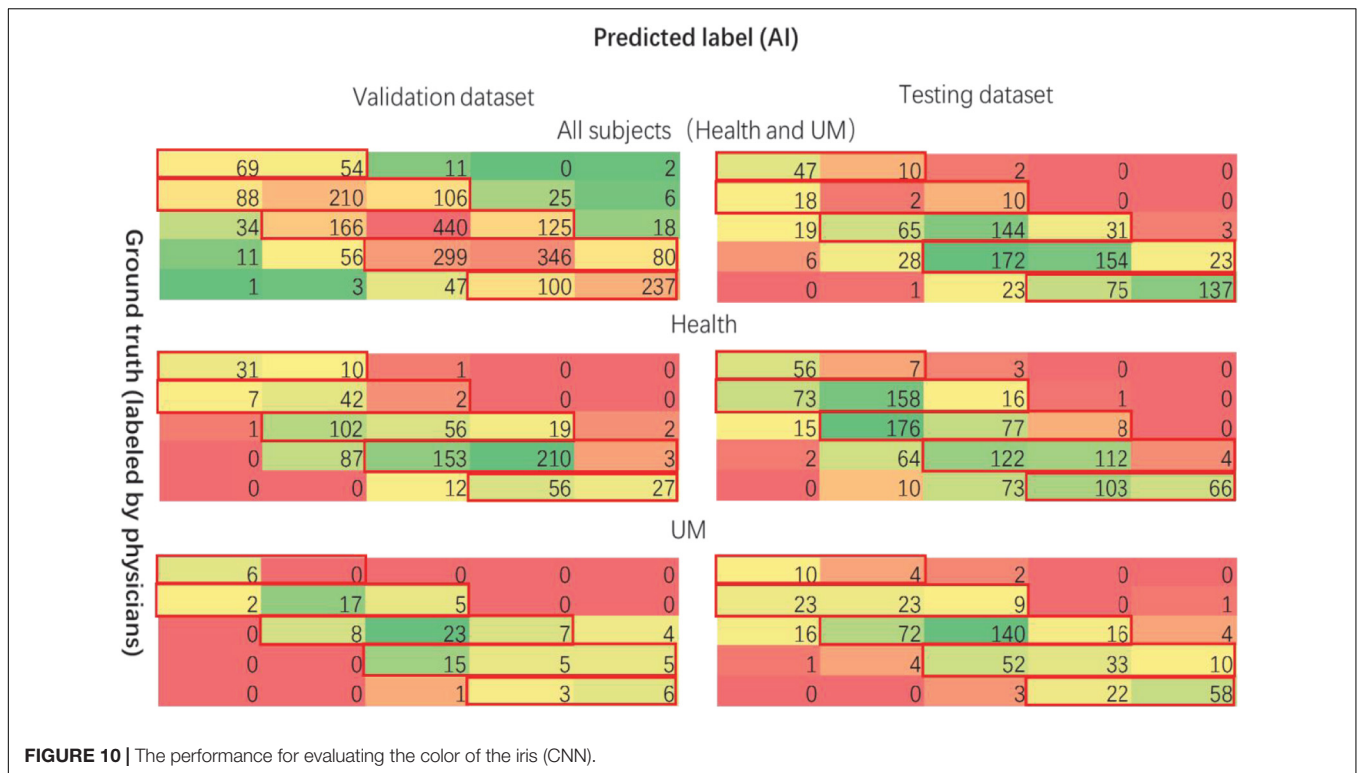 Predicted label (AI)
Validation dataset
Testing dataset
All subjects (Health and UM)
Ground truth (labeled by physicians)
69 54 11 0 2
88 210 106 25 6
34 166 440 125 18
11 56 299 346 80
1 3 47 100 237
47 10 2 0 0
18 2 10 0 0
19 65 144 31 3
6 28 172 154 23
0 1 23 75 137
Health
31 10 1 0 0
7 42 2 0 0
1 102 56 19 2
0 87 153 210 3
0 0 12 56 27
56 7 3 0 0
73 158 16 1 0
15 176 77 8 0
2 64 122 112 4
0 10 73 103 66
UM
6 0 0 0 0
2 17 5 0 0
0 8 23 7 4
0 0 15 5 5
0 0 1 3 6
10 4 2 0 0
23 23 9 0 1
16 72 140 16 4
1 4 52 33 10
0 0 3 22 58
FIGURE 10 | The performance for evaluating the color of the iris (CNN).